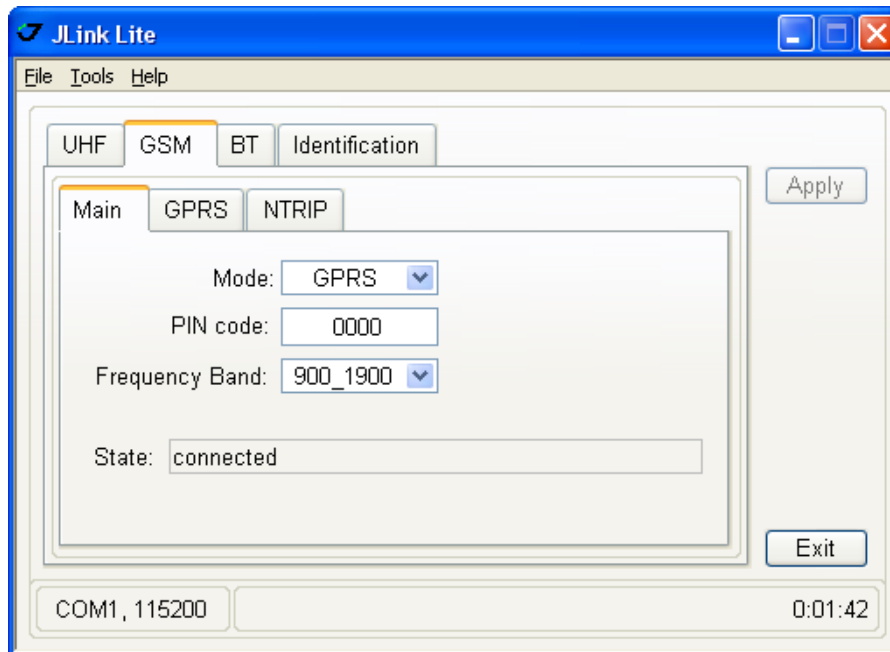 JLink Lite
File Tools Help
UHF GSM BT Identification
Apply
Main GPRS NTRIP
Mode: GPRS
PIN code: 0000
Frequency Band: 900_1900
State: connected
Exit
COM1, 115200 0:01:42